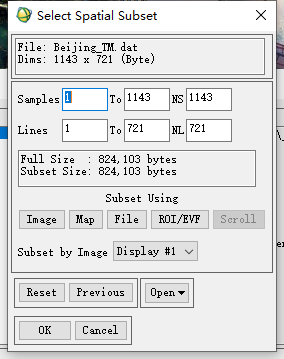 Select Spatial Subset
File: Beijing_TM.dat
Dims: 1143 x 721 (Byte)
Samples 1 To 1143 NS 1143
Lines 1 To 721 NL 721
Full Size : 824,103 bytes
Subset Size: 824,103 bytes
Subset Using
Image Map File ROI/EVF Scroll
Subset by Image Display #1
Reset Previous Open
OK Cancel